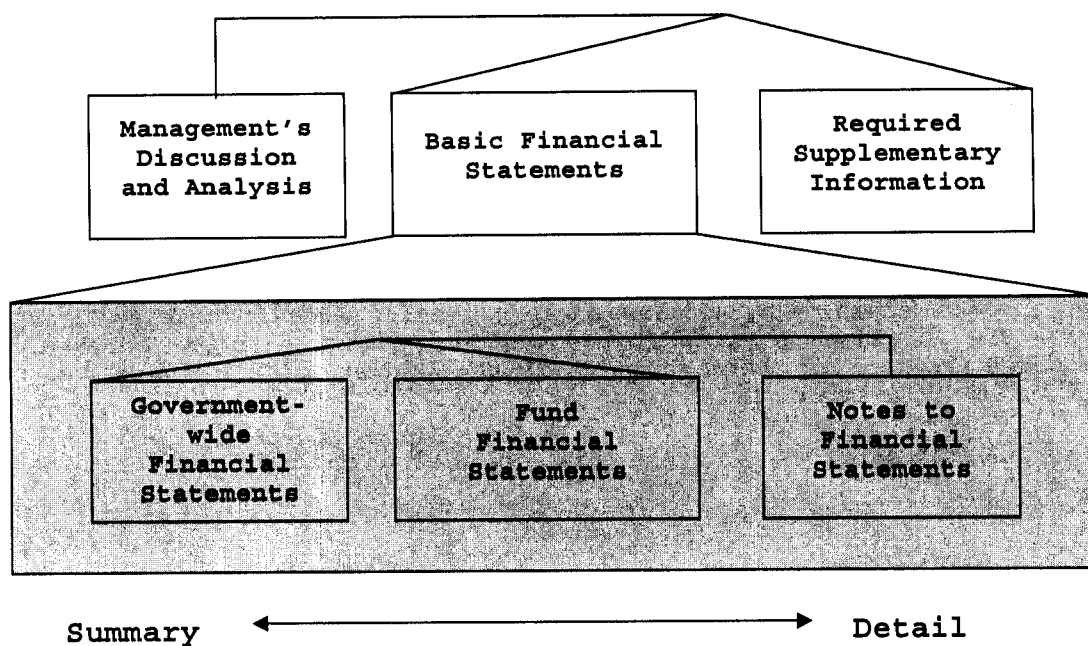 Management's
Discussion
and Analysis
Basic Financial
Statements
Required
Supplementary
Information
Government-
wide
Financial
Statements
Fund
Financial
Statements
Notes to
Financial
Statements
Summary
Detail